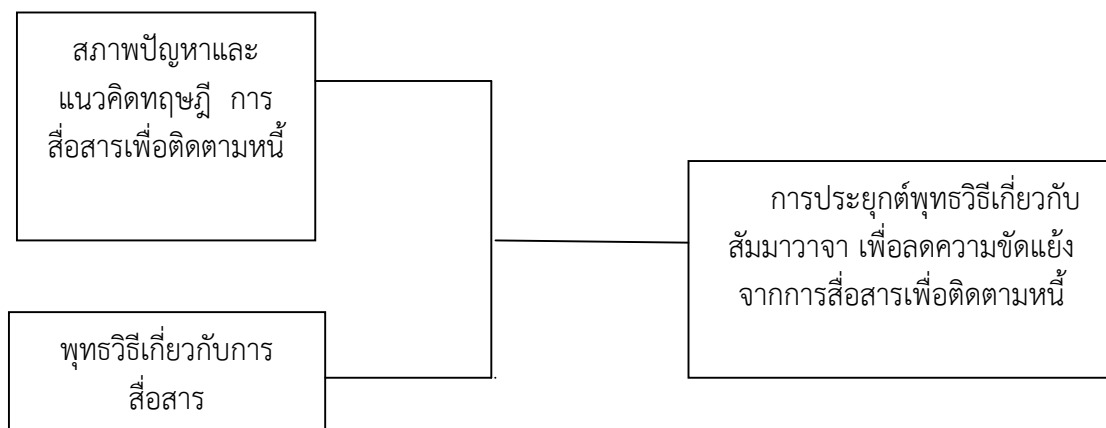 สภาพปัญหาและ
แนวคิดทฤษฎี การ
สื่อสารเพื่อติดตามหนี้
การประยุกต์พุทธวิธีเกี่ยวกับ
สัมมาวาจา เพื่อลดความขัดแย้ง
จากการสื่อสารเพื่อติดตามหนี้
พุทธวิธีเกี่ยวกับการ
สื่อสาร